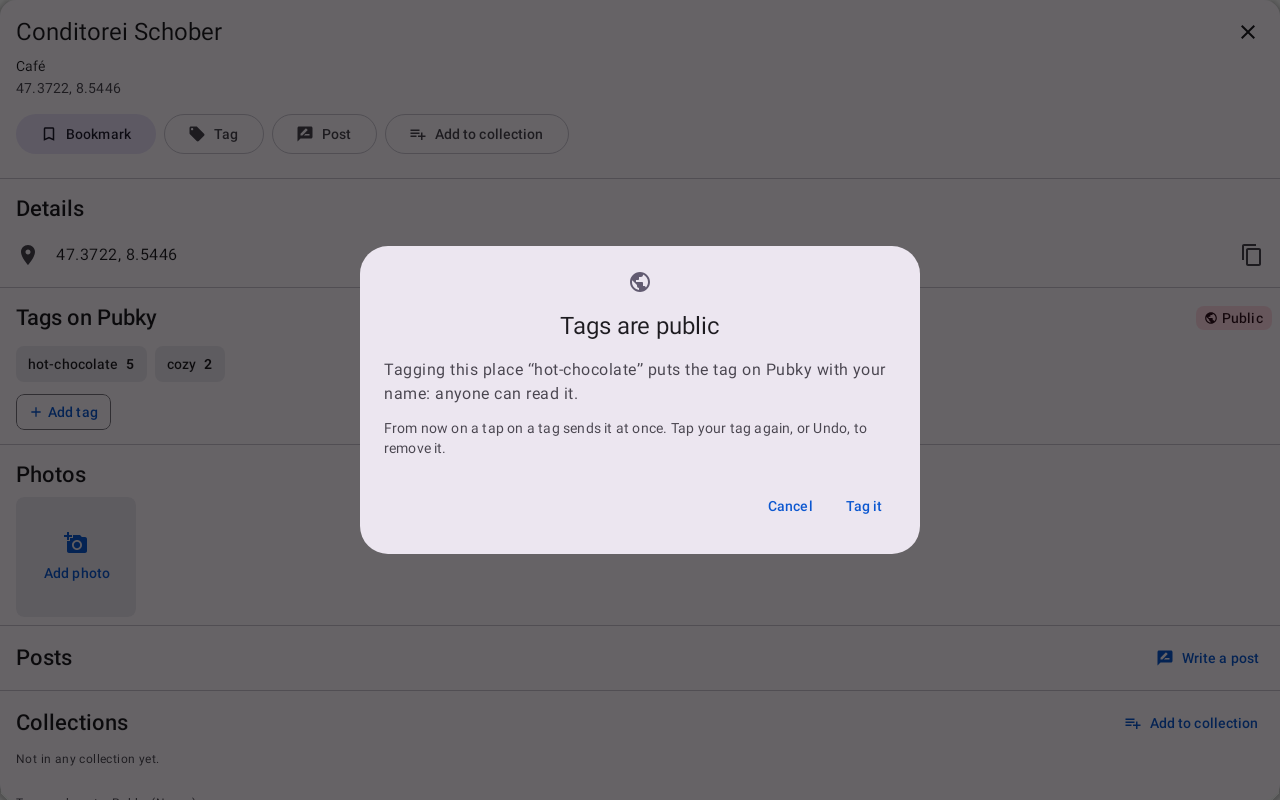 Conditorei Schober
Café
47.3722, 8.5446
Bookmark
Tag
Post
Add to collection
Details
47.3722, 8.5446
Tags on Pubky
Public
hot-chocolate 5
cozy 2
+ Add tag
Tags are public
Tagging this place “hot-chocolate” puts the tag on Pubky with your
name: anyone can read it.
From now on a tap on a tag sends it at once. Tap your tag again, or Undo, to
remove it.
Cancel
Tag it
Photos
Add photo
Posts
Write a post
Collections
Add to collection
Not in any collection yet.